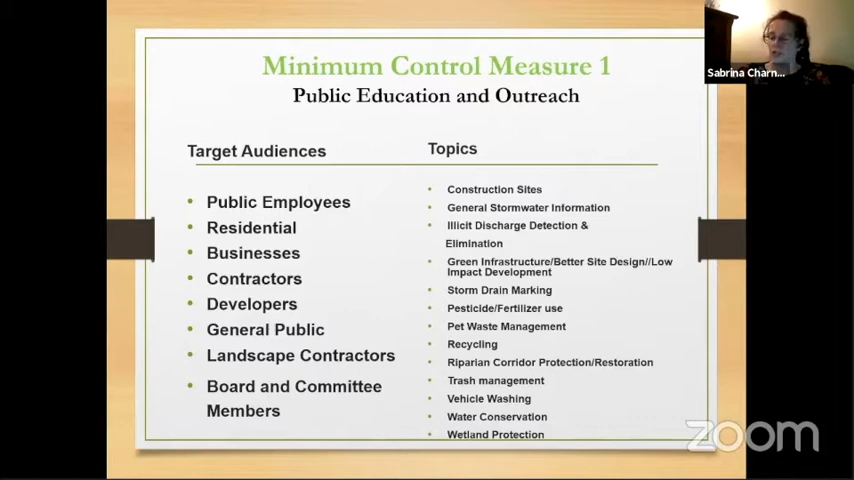 Minimum Control Measure 1
Public Education and Outreach
Sabrina Charn...
Target Audiences
• Public Employees
• Residential
• Businesses
• Contractors
• Developers
• General Public
• Landscape Contractors
• Board and Committee
Members
Topics
• Construction Sites
• General Stormwater Information
• Illicit Discharge Detection &
Elimination
• Green Infrastructure/Better Site Design//Low
Impact Development
• Storm Drain Marking
• Pesticide/Fertilizer use
• Pet Waste Management
• Recycling
• Riparian Corridor Protection/Restoration
• Trash management
• Vehicle Washing
• Water Conservation
• Wetland Protection
zoom